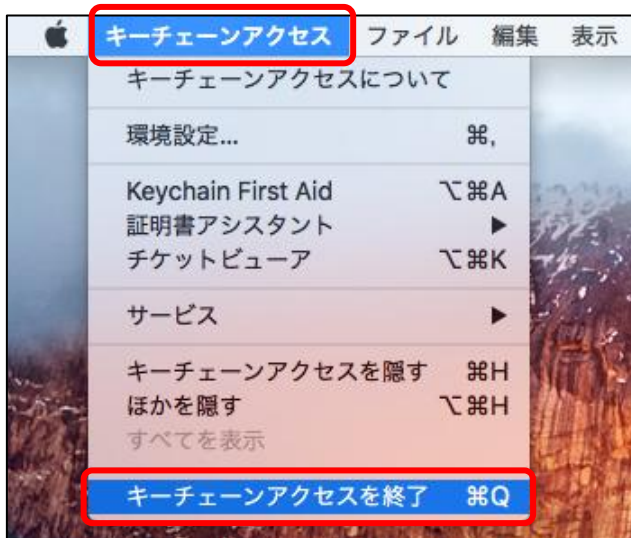 キーチェーンアクセス ファイル 編集 表示
キーチェーンアクセスについて
環境設定... ⌘,
Keychain First Aid ⌥⌘A
証明書アシスタント ▶
チケットビューア ⌥⌘K
サービス ▶
キーチェーンアクセスを隠す ⌘H
ほかを隠す ⌥⌘H
すべてを表示
キーチェーンアクセスを終了 ⌘Q